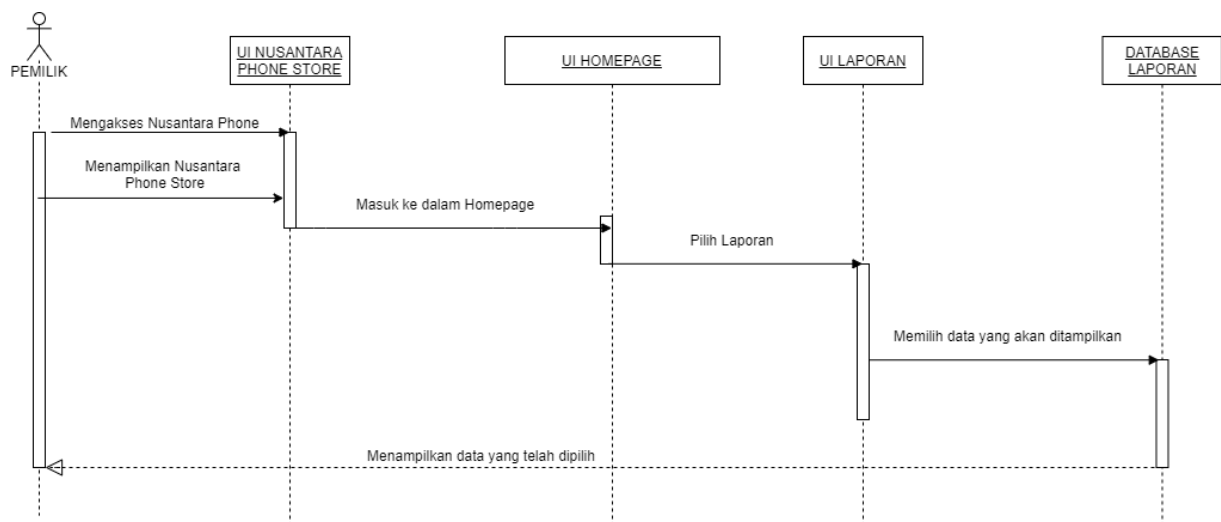 PEMILIK
UI NUSANTARA
PHONE STORE
UI HOMEPAGE
UI LAPORAN
DATABASE
LAPORAN
Mengakses Nusantara Phone
Menampilkan Nusantara
Phone Store
Masuk ke dalam Homepage
Pilih Laporan
Memilih data yang akan ditampilkan
Menampilkan data yang telah dipilih